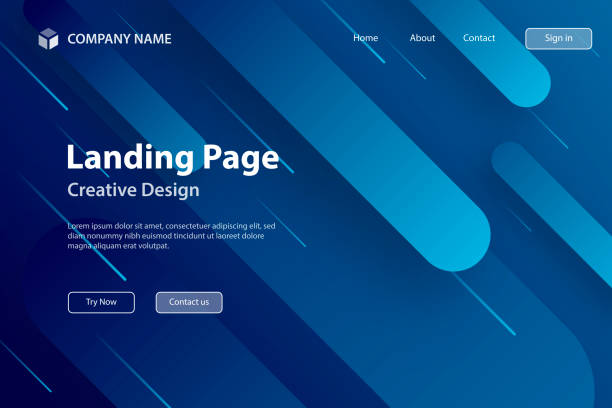 COMPANY NAME
Home
About
Contact
Sign in
Landing Page
Creative Design
Lorem ipsum dolor sit amet, consectetur adipiscing elit,
sed diam nonummy nibh euismod tincidunt ut laoreet dolore
magna aliquam erat volutpat.
Try Now
Contact us